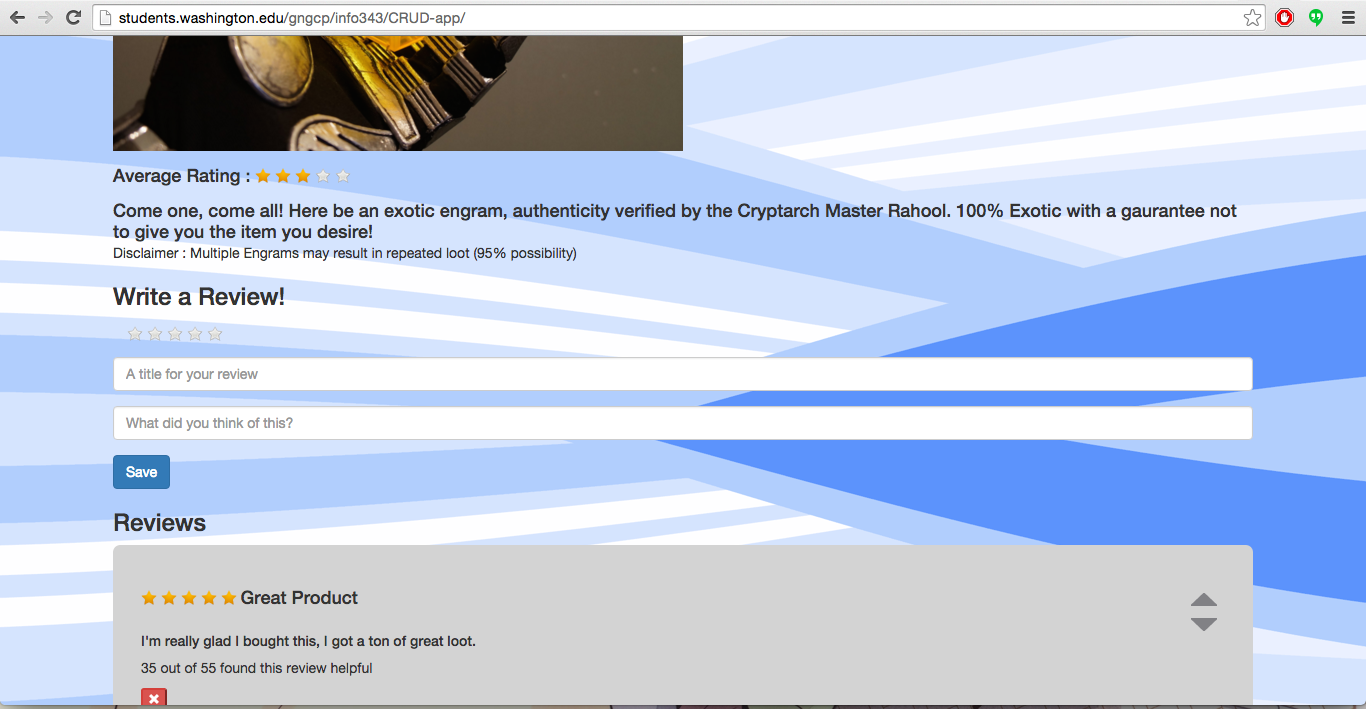 students.washington.edu/gngcp/info343/CRUD-app/
Average Rating :
Come one, come all! Here be an exotic engram, authenticity verified by the Cryptarch Master Rahool. 100% Exotic with a gaurantee not
to give you the item you desire!
Disclaimer : Multiple Engrams may result in repeated loot (95% possibility)
Write a Review!
A title for your review
What did you think of this?
Save
Reviews
Great Product
I'm really glad I bought this, I got a ton of great loot.
35 out of 55 found this review helpful